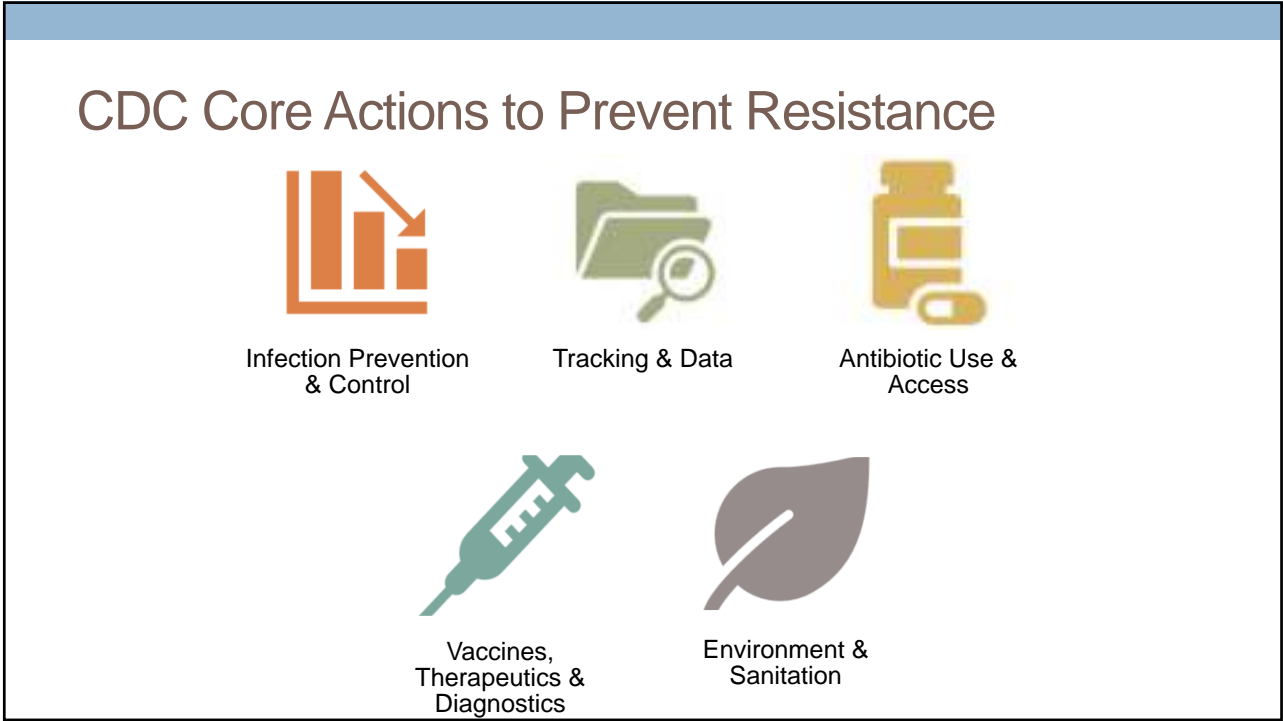 CDC Core Actions to Prevent Resistance
Infection Prevention
& Control
Tracking & Data
Antibiotic Use &
Access
Vaccines,
Therapeutics &
Diagnostics
Environment &
Sanitation